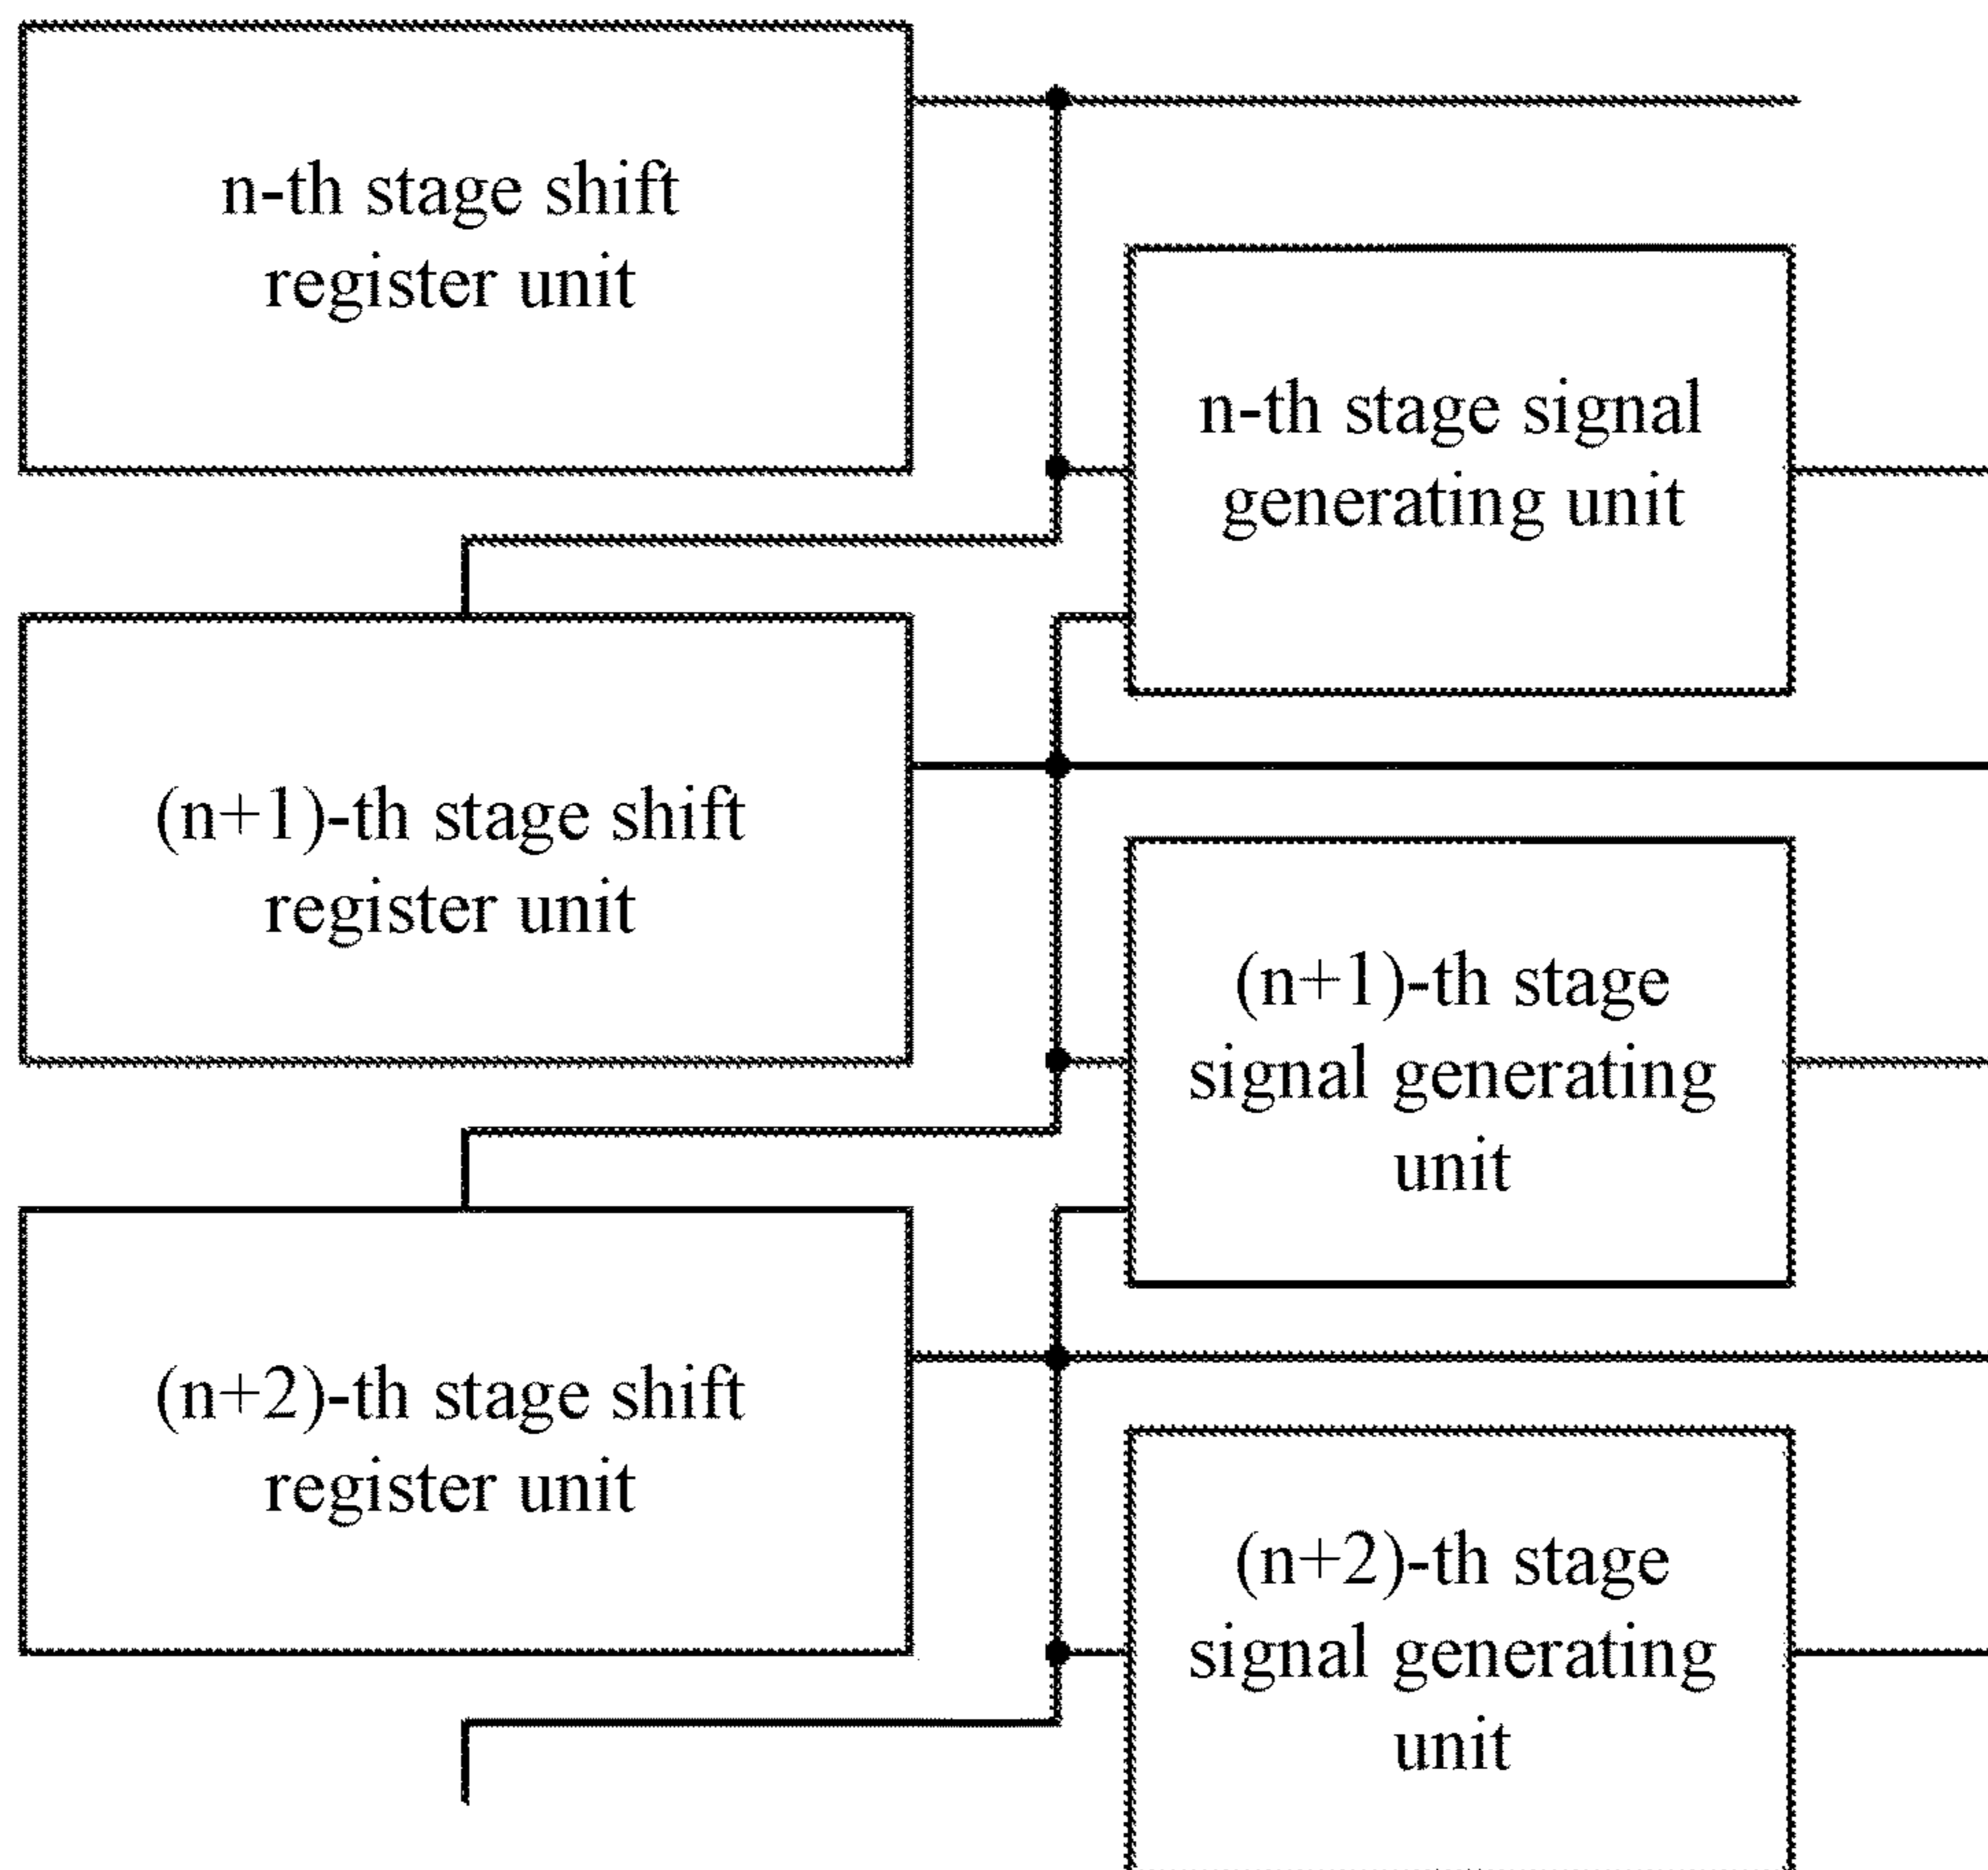 n-th stage shift
register unit
n-th stage signal
generating unit
(n+1)-th stage shift
register unit
(n+1)-th stage
signal generating
unit
(n+2)-th stage shift
register unit
(n+2)-th stage
signal generating
unit